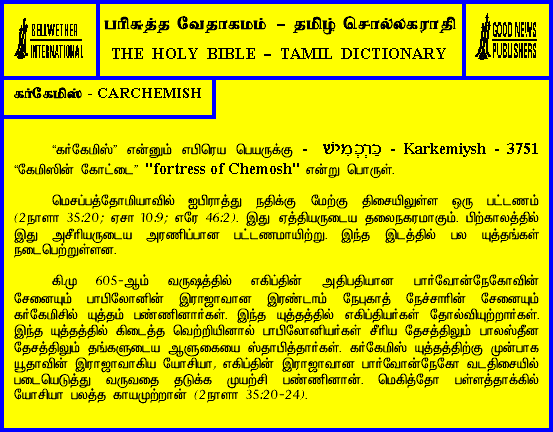 BELLWETHER
INTERNATIONAL
பரிசுத்த வேதாகமம் – தமிழ் சொல்லகராதி
THE HOLY BIBLE – TAMIL DICTIONARY
GOOD NEWS
PUBLISHERS
கர்கேமிஸ் - CARCHEMISH
“கர்கேமிஸ்” என்னும் எபிரெய பெயருக்கு - כַּרְכְּמִישׁ - Karkemiysh - 3751
“கேமிஸின் கோட்டை” "fortress of Chemosh" என்று பொருள்.
மெசப்பத்தோமியாவில் ஐபிராத்து நதிக்கு மேற்கு திசையிலுள்ள ஒரு பட்டணம்
(2நாளா 35:20; ஏசா 10:9; எரே 46:2). இது ஏத்தியருடைய தலைநகரமாகும். பிற்காலத்தில்
இது அசீரியருடைய அரணிப்பான பட்டணமாயிற்று. இந்த இடத்தில் பல யுத்தங்கள்
நடைபெற்றுள்ளன.
கி.மு 605-ஆம் வருஷத்தில் எகிப்தின் அதிபதியான பார்வோன்நேகோவின்
சேனையும் பாபிலோனின் இராஜாவான இரண்டாம் நேபுகாத் நேச்சாரின் சேனையும்
கர்கேமிசில் யுத்தம் பண்ணினார்கள். இந்த யுத்தத்தில் எகிப்தியர்கள் தோல்வியுற்றார்கள்.
இந்த யுத்தத்தில் கிடைத்த வெற்றியினால் பாபிலோனியர்கள் சீரிய தேசத்திலும் பாலஸ்தீன
தேசத்திலும் தங்களுடைய ஆளுகையை ஸ்தாபித்தார்கள். கர்கேமிஸ் யுத்தத்திற்கு முன்பாக
யூதாவின் இராஜாவாகிய யோசியா, எகிப்தின் இராஜாவான பார்வோன்நேகோ வடதிசையில்
படையெடுத்து வருவதை தடுக்க முயற்சி பண்ணினான். மெகித்தோ பள்ளத்தாக்கில்
யோசியா பலத்த காயமுற்றான் (2நாளா 35:20-24).